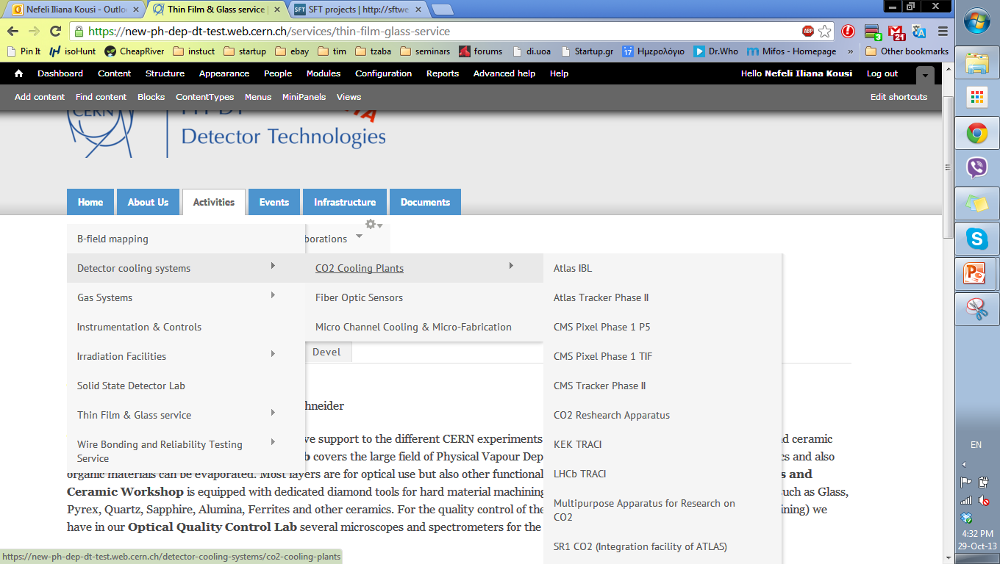 Nefeli Iliana Kousi - Outlo
Thin Film & Glass service |
SFT projects | http://sftwe
https://new-ph-dep-dt-test.web.cern.ch/services/thin-film-glass-service
ABP
3
21
Pin It
isoHunt
CheapRiver
instuct
startup
ebay
tim
tzaba
seminars
forums
di.uoa
Startup.gr
17 Ημερολόγιο
Dr.Who
Mifos - Homepage
»
Other bookmarks
Dashboard
Content
Structure
Appearance
People
Modules
Configuration
Reports
Advanced help
Help
Hello Nefeli Iliana Kousi
Log out
Add content
Find content
Blocks
ContentTypes
Menus
MiniPanels
Views
Edit shortcuts
CERN
Detector Technologies
Home
About Us
Activities
Events
Infrastructure
Documents
B-field mapping
borations
Detector cooling systems
CO2 Cooling Plants
Atlas IBL
Gas Systems
Fiber Optic Sensors
Atlas Tracker Phase II
Instrumentation & Controls
Micro Channel Cooling & Micro-Fabrication
CMS Pixel Phase 1 P5
Irradiation Facilities
Devel
CMS Pixel Phase 1 TIF
Solid State Detector Lab
CMS Tracker Phase II
hneider
Thin Film & Glass service
CO2 Reshearch Apparatus
Wire Bonding and Reliability Testing
Service
KEK TRACI
LHCb TRACI
Multipurpose Apparatus for Research on
CO2
SR1 CO2 (Integration facility of ATLAS)
ve support to the different CERN experiments d ceramic
b covers the large field of Physical Vapour Dep cs and also
organic materials can be evaporated. Most layers are for optical use but also other functional s and
Ceramic Workshop is equipped with dedicated diamond tools for hard material machining such as Glass,
Pyrex, Quartz, Sapphire, Alumina, Ferrites and other ceramics. For the quality control of the ining) we
have in our Optical Quality Control Lab several microscopes and spectrometers for the
https://new-ph-dep-dt-test.web.cern.ch/detector-cooling-systems/co2-cooling-plants
EN
4:32 PM
29-Oct-13